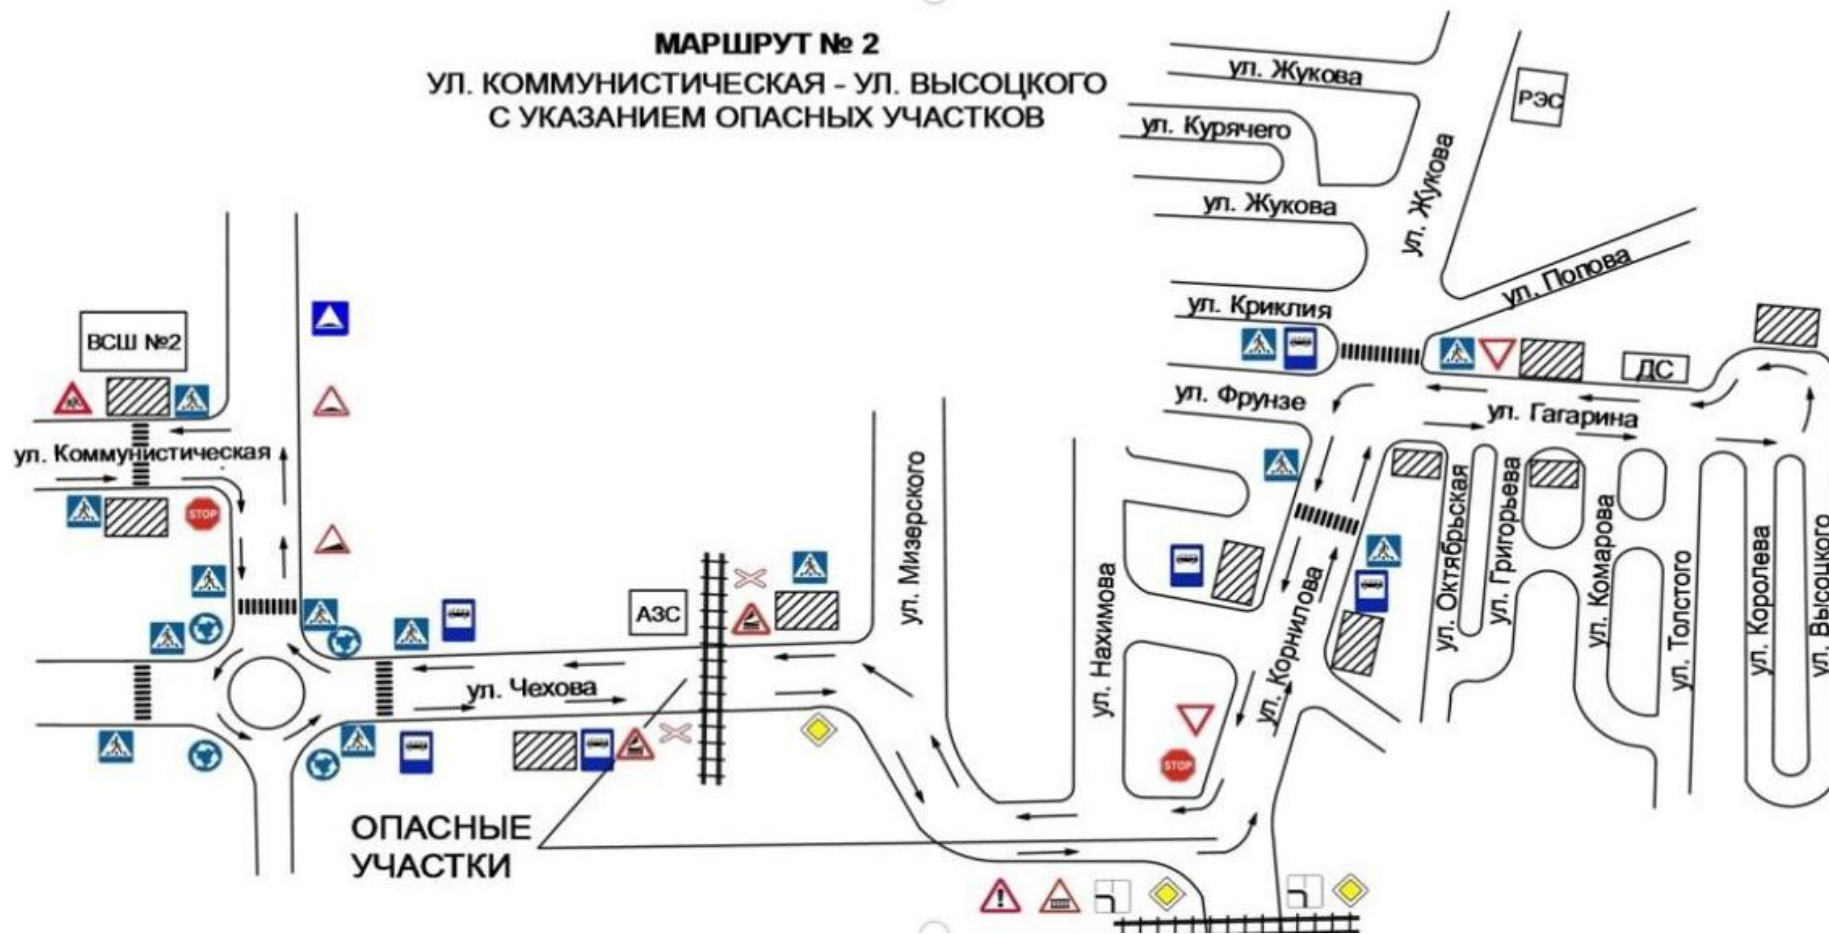 МАРШРУТ № 2
УЛ. КОММУНИСТИЧЕСКАЯ - УЛ. ВЫСОЦКОГО
С УКАЗАНИЕМ ОПАСНЫХ УЧАСТКОВ
ул. Жукова
РЭС
ул. Курячего
ул. Жукова
ул. Жукова
ул. Попова
ул. Криклия
ВСШ №2
ДС
ул. Фрунзе
ул. Гагарина
ул. Коммунистическая
STOP
ул. Мизерского
ул. Октябрьская
ул. Григорьева
ул. Комарова
ул. Толстого
ул. Королева
ул. Высоцкого
АЗС
ул. Нахимова
ул. Корнилова
ул. Чехова
STOP
ОПАСНЫЕ
УЧАСТКИ